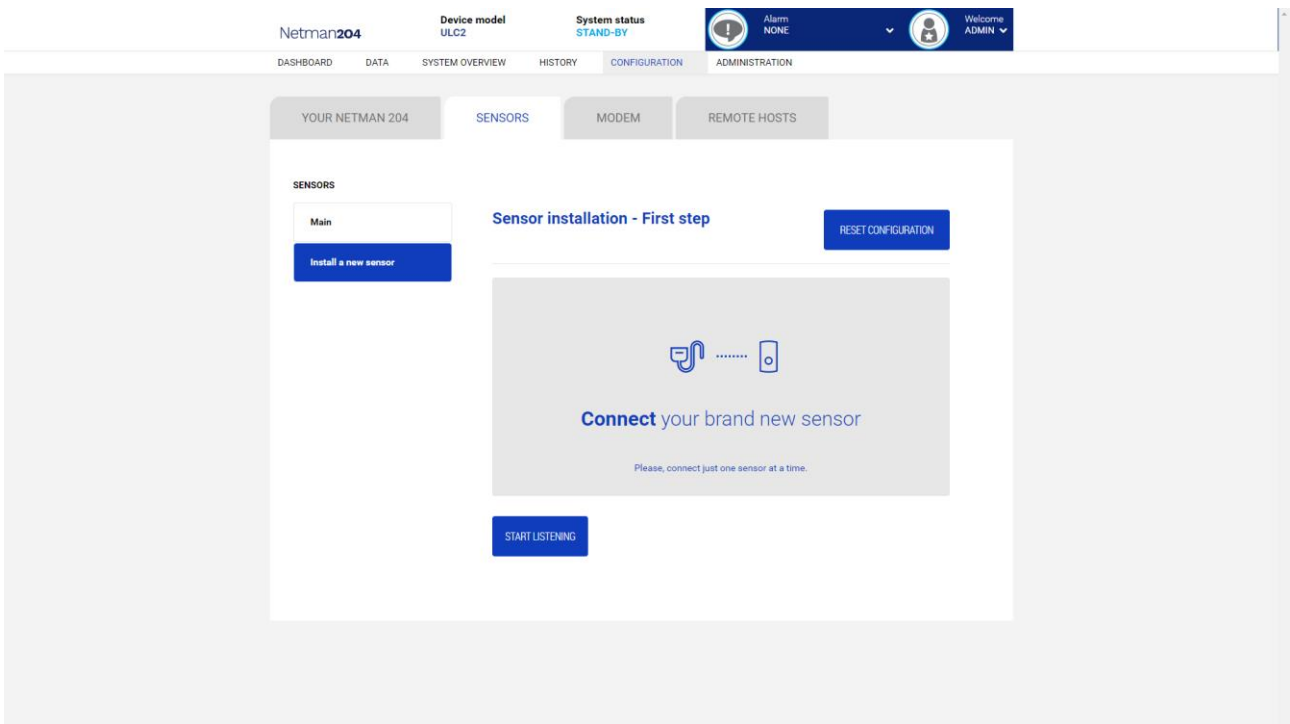 Netman204
Device model
ULC2
System status
STAND-BY
Alarm
NONE
Welcome
ADMIN
DASHBOARD DATA SYSTEM OVERVIEW HISTORY CONFIGURATION ADMINISTRATION
YOUR NETMAN 204 SENSORS MODEM REMOTE HOSTS
SENSORS
Main
Install a new sensor
Sensor installation - First step
RESET CONFIGURATION
Connect your brand new sensor
Please, connect just one sensor at a time.
START LISTENING